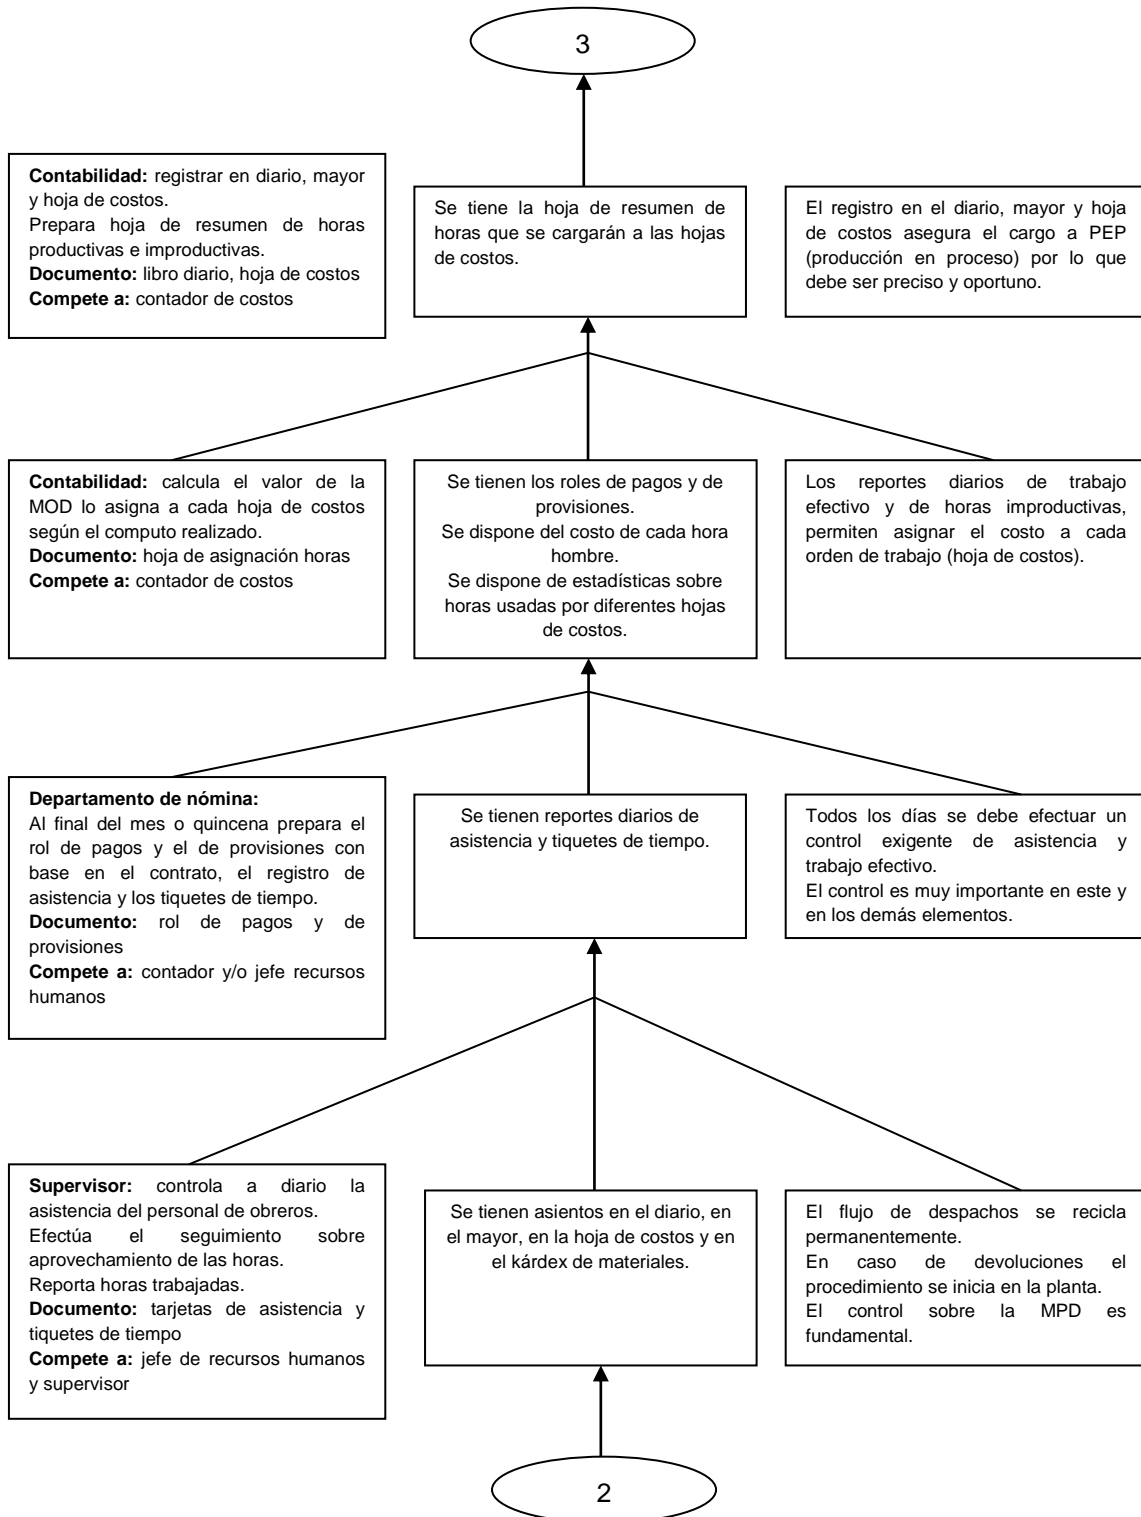 3
Contabilidad: registrar en diario, mayor
y hoja de costos.
Prepara hoja de resumen de horas
productivas e improductivas.
Documento: libro diario, hoja de costos
Compete a: contador de costos
Se tiene la hoja de resumen de
horas que se cargarán a las hojas
de costos.
El registro en el diario, mayor y hoja
de costos asegura el cargo a PEP
(producción en proceso) por lo que
debe ser preciso y oportuno.
Contabilidad: calcula el valor de la
MOD lo asigna a cada hoja de costos
según el computo realizado.
Documento: hoja de asignación horas
Compete a: contador de costos
Se tienen los roles de pagos y de
provisiones.
Se dispone del costo de cada hora
hombre.
Se dispone de estadísticas sobre
horas usadas por diferentes hojas
de costos.
Los reportes diarios de trabajo
efectivo y de horas improductivas,
permiten asignar el costo a cada
orden de trabajo (hoja de costos).
Departamento de nómina:
Al final del mes o quincena prepara el
rol de pagos y el de provisiones con
base en el contrato, el registro de
asistencia y los tiquetes de tiempo.
Documento: rol de pagos y de
provisiones
Compete a: contador y/o jefe recursos
humanos
Se tienen reportes diarios de
asistencia y tiquetes de tiempo.
Todos los días se debe efectuar un
control exigente de asistencia y
trabajo efectivo.
El control es muy importante en este y
en los demás elementos.
Supervisor: controla a diario la
asistencia del personal de obreros.
Efectúa el seguimiento sobre
aprovechamiento de las horas.
Reporta horas trabajadas.
Documento: tarjetas de asistencia y
tiquetes de tiempo
Compete a: jefe de recursos humanos
y supervisor
Se tienen asientos en el diario, en
el mayor, en la hoja de costos y en
el kárdex de materiales.
El flujo de despachos se recicla
permanentemente.
En caso de devoluciones el
procedimiento se inicia en la planta.
El control sobre la MPD es
fundamental.
2